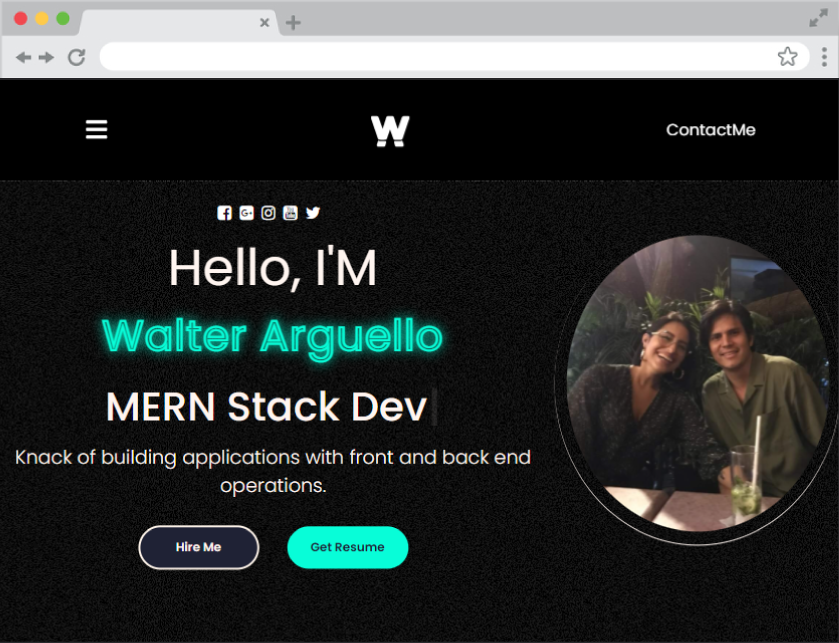 W
ContactMe
Hello, I'M
Walter Arguello
MERN Stack Dev
Knack of building applications with front and back end
operations.
Hire Me
Get Resume